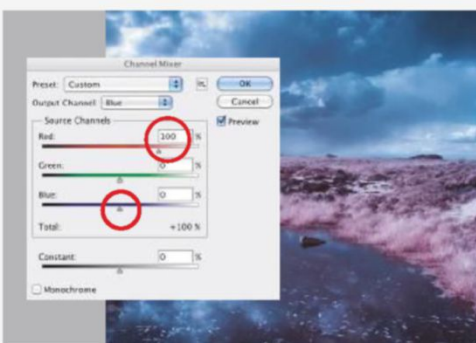 Channel Mixer
Preset: Custom OK
Output Channel: Blue Cancel
Source Channels Preview
Red: 100 %
Green: 0 %
Blue: 0 %
Total: +100 %
Constant: 0 %
Monochrome